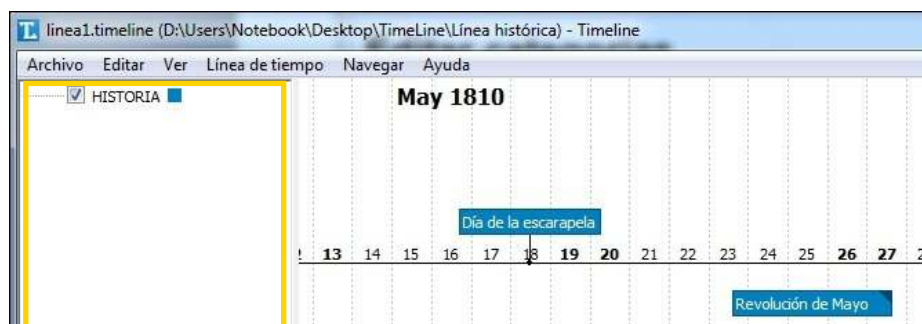 linea1.timeline (D:\Users\Notebook\Desktop\TimeLine\Línea histórica) - Timeline
Archivo Editar Ver Línea de tiempo Navegar Ayuda
HISTORIA
May 1810
Día de la escarapela
13 14 15 16 17 18 19 20 21 22 23 24 25 26 27
Revolución de Mayo